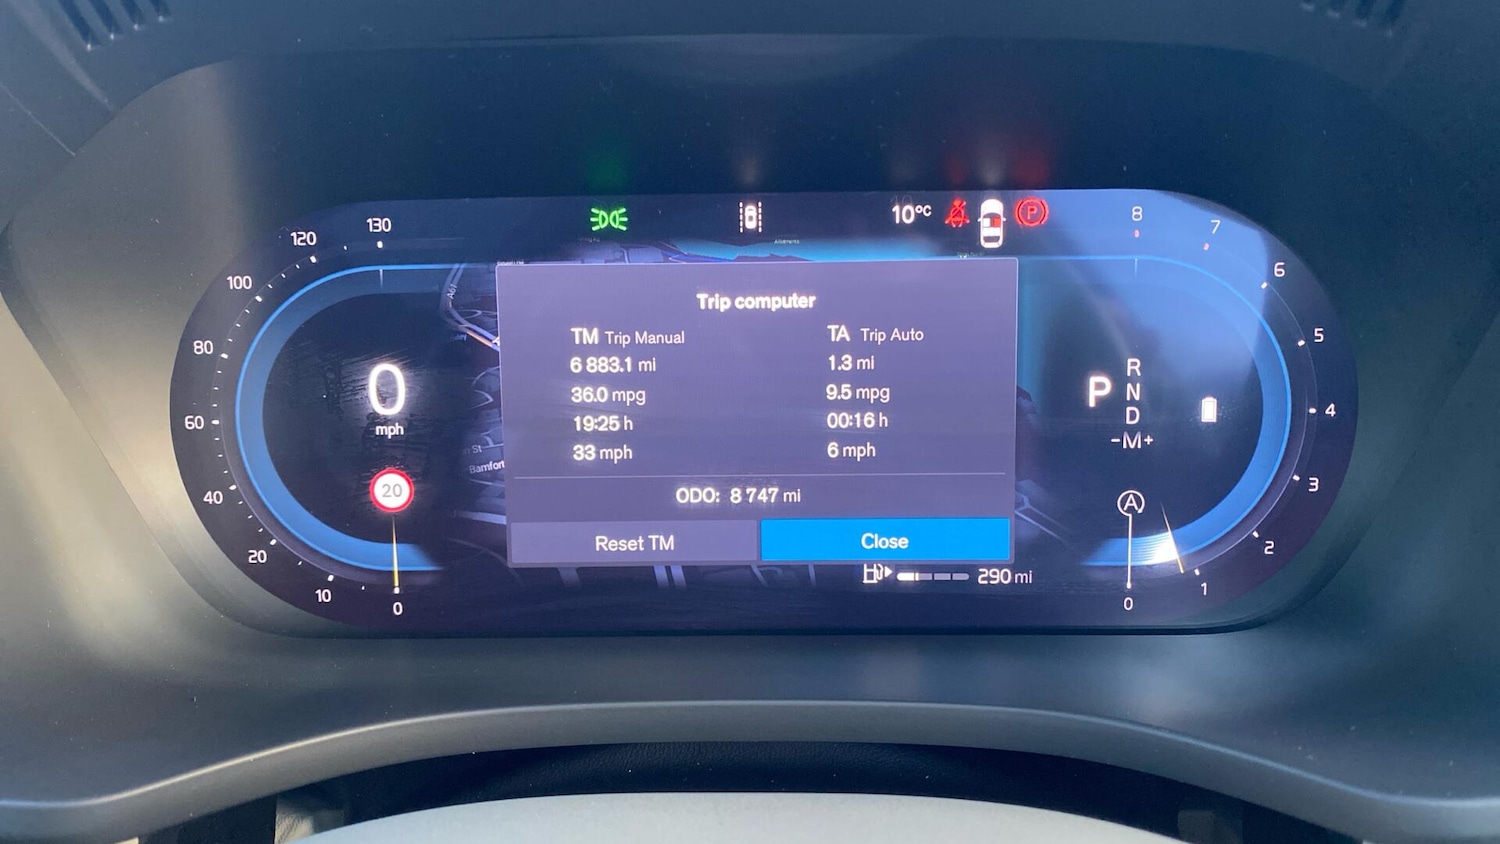 130
120
100
80
60
40
20
10
0
0
mph
20
A61
St
Bamfort
10°C
P
Trip computer
TM Trip Manual
6 883.1 mi
36.0 mpg
19:25 h
33 mph
TA Trip Auto
1.3 mi
9.5 mpg
00:16 h
6 mph
ODO: 8 747 mi
Reset TM
Close
290 mi
P
R
N
D
-M+
A
8
7
6
5
4
3
2
1
0